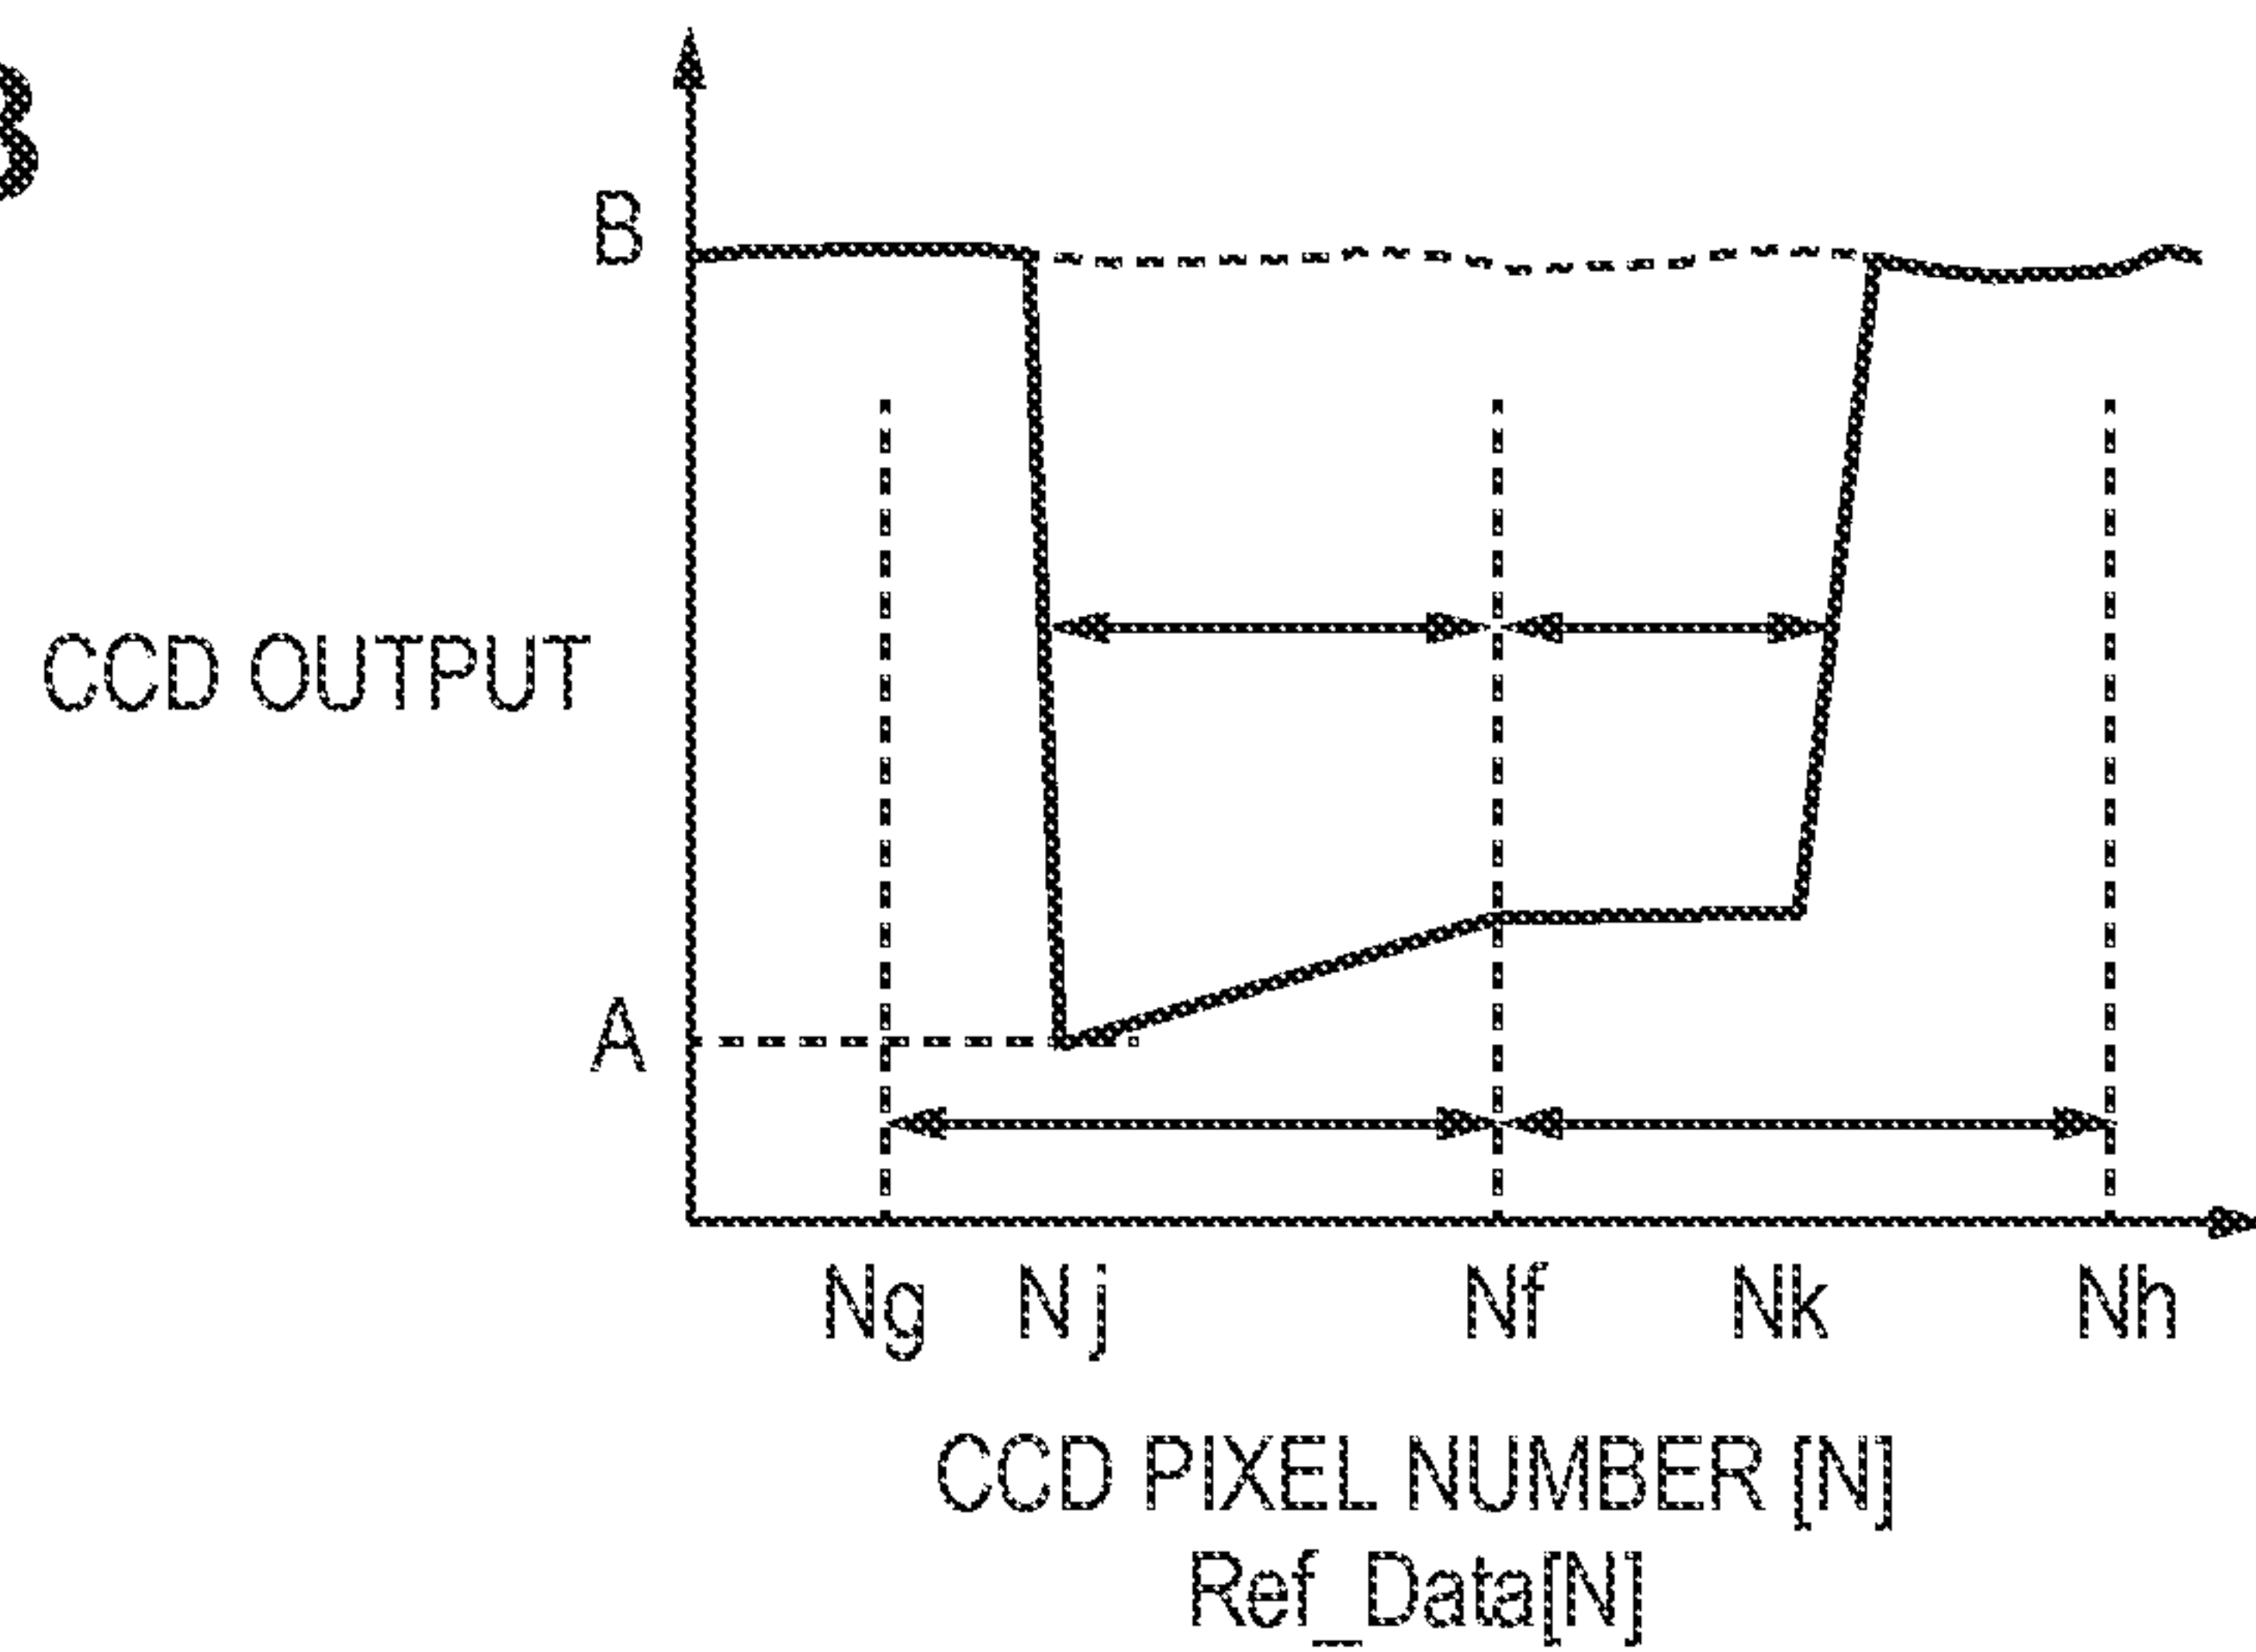 B
CCD OUTPUT
A
Ng Nj Nf Nk Nh
CCD PIXEL NUMBER [N]
Ref_Data[N]